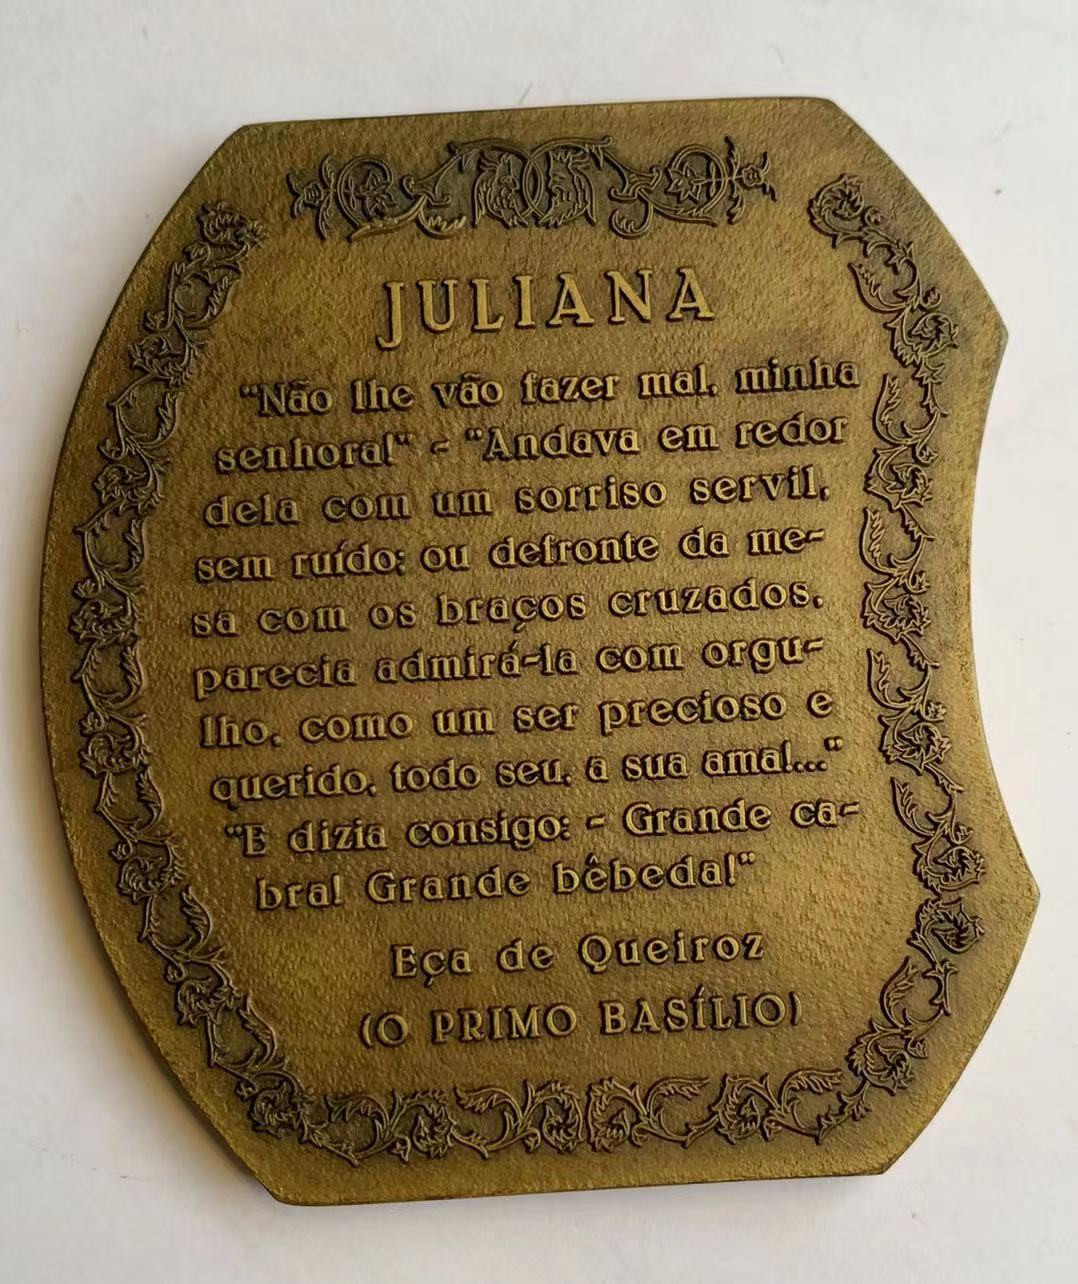 JULIANA
"Não lhe vão fazer mal, minha
senhora!" - "Andava em redor
dela com um sorriso servil,
sem ruído; ou defronte da me-
sa com os braços cruzados,
parecia admirá-la com orgu-
lho, como um ser precioso e
querido, todo seu, a sua ama!..."
"E dizia consigo: - Grande ca-
bra! Grande bêbeda!"
Eça de Queiroz
(O PRIMO BASÍLIO)